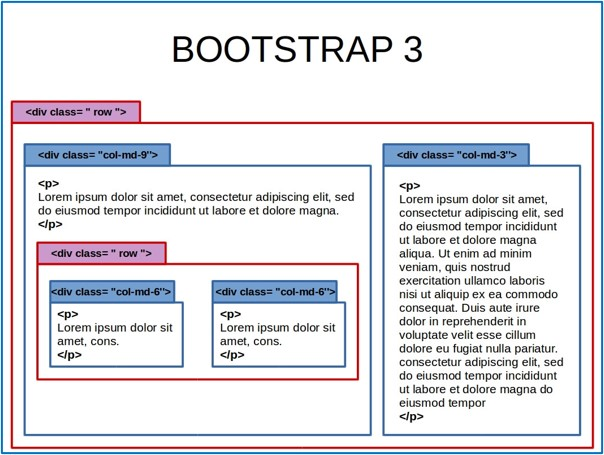 BOOTSTRAP 3
<div class= " row ">
<div class= "col-md-9">
<p>
Lorem ipsum dolor sit amet, consectetur adipiscing elit, sed
do eiusmod tempor incididunt ut labore et dolore magna.
</p>
<div class= " row ">
<div class= "col-md-6">
<p>
Lorem ipsum dolor sit
amet, cons.
</p>
<div class= "col-md-6">
<p>
Lorem ipsum dolor sit
amet, cons.
</p>
<div class= "col-md-3">
<p>
Lorem ipsum dolor sit amet,
consectetur adipiscing elit, sed
do eiusmod tempor incididunt
ut labore et dolore magna
aliqua. Ut enim ad minim
veniam, quis nostrud
exercitation ullamco laboris
nisi ut aliquip ex ea commodo
consequat. Duis aute irure
dolor in reprehenderit in
voluptate velit esse cillum
dolore eu fugiat nulla pariatur.
consectetur adipiscing elit, sed
do eiusmod tempor incididunt
ut labore et dolore magna do
eiusmod tempor
</p>